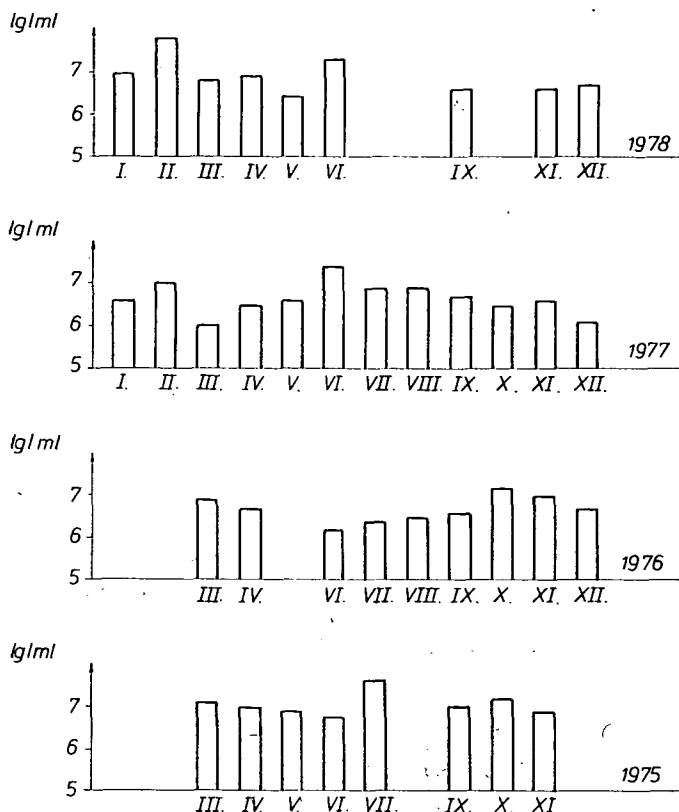 lg/ml
7
6
5
1978
I. II. III. IV. V. VI. IX. XI. XII.
lg/ml
7
6
5
1977
I. II. III. IV. V. VI. VII. VIII. IX. X. XI. XII.
lg/ml
7
6
5
1976
III. IV. VI. VII. VIII. IX. X. XI. XII.
lg/ml
7
6
5
1975
III. IV. V. VI. VII. IX. X. XI.